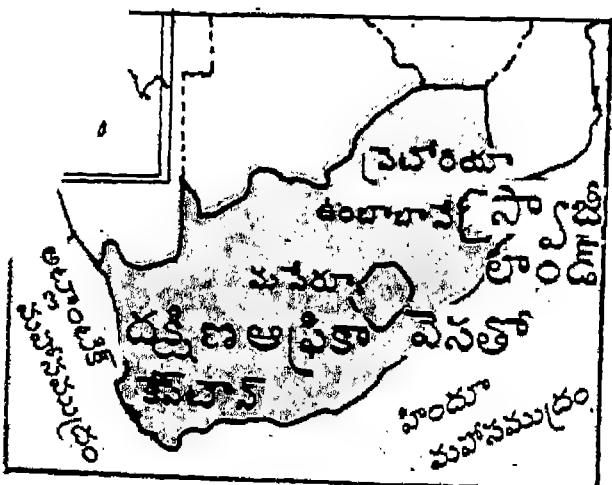 ప్రెటోరియా
ఉంబాబానే
స్వాజి
లాండ్
మసేరూ
దక్షిణ ఆఫ్రికా
లెసతో
కేప్‌టావ్
అట్లాంటిక్
మహాసముద్రం
హిందూ
మహాసముద్రం